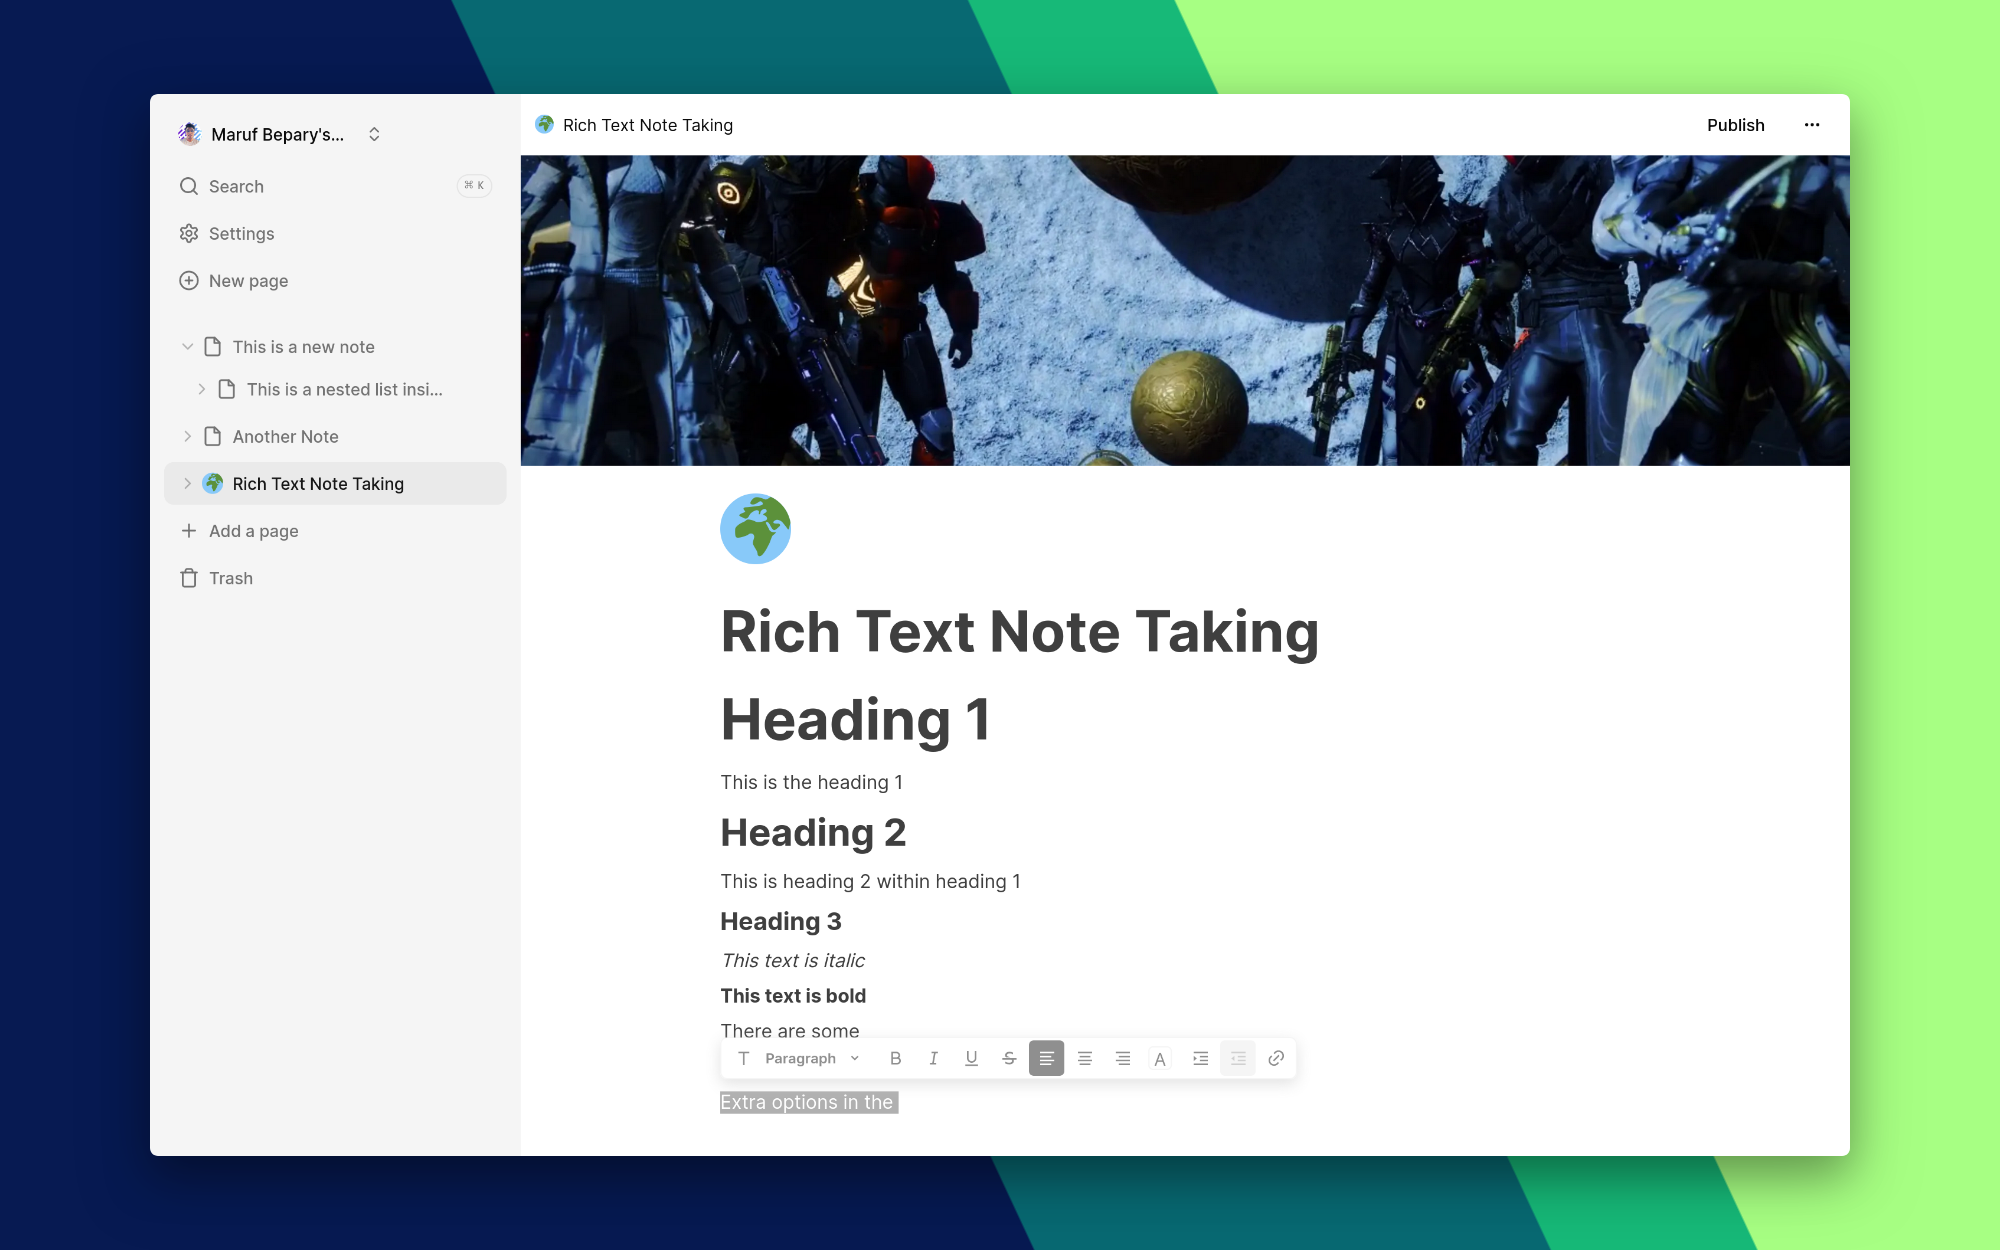 Maruf Bepary's...
Search ⌘ K
Settings
New page
This is a new note
This is a nested list insi...
Another Note
Rich Text Note Taking
Add a page
Trash
Rich Text Note Taking
Publish
Rich Text Note Taking
Heading 1
This is the heading 1
Heading 2
This is heading 2 within heading 1
Heading 3
This text is italic
This text is bold
There are some
T Paragraph B I U S A
Extra options in the